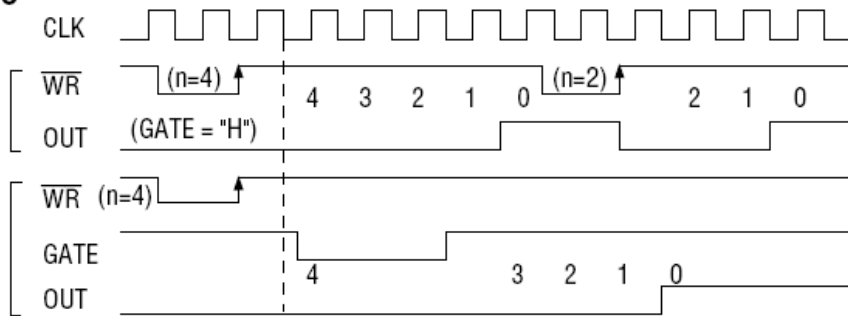 CLK
WR (n=4) (n=2)
4 3 2 1 0 2 1 0
OUT (GATE = "H")
WR (n=4)
GATE
4 3 2 1 0
OUT